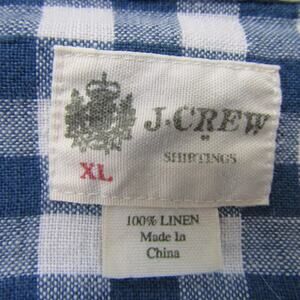 J.CREW
XL
SHIRTINGS
100% LINEN
Made In
China